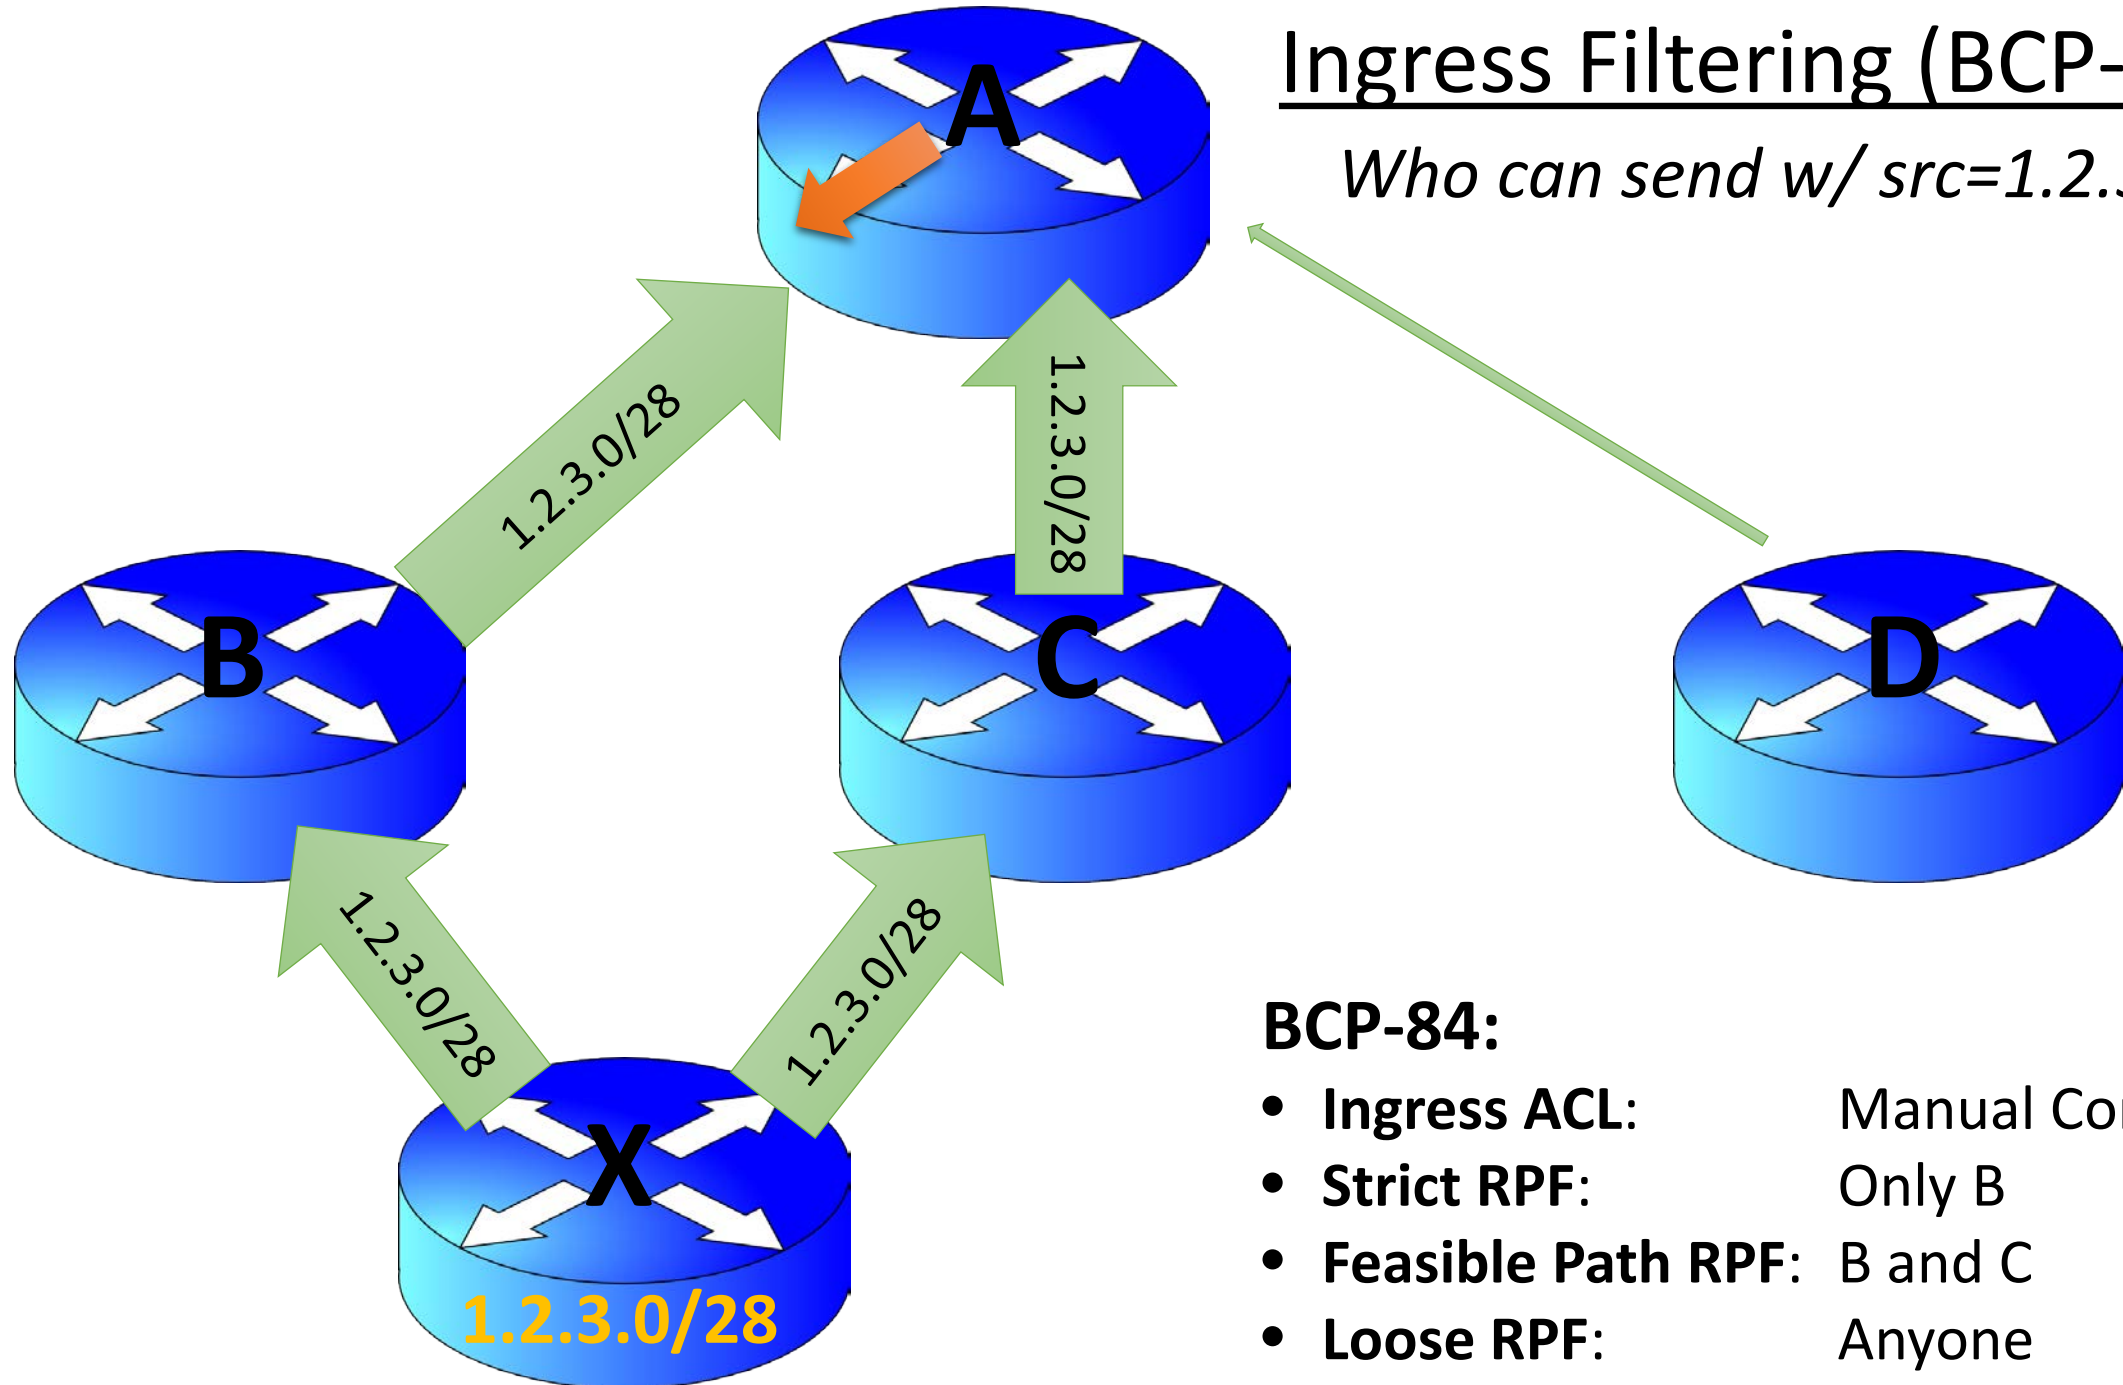 Ingress Filtering (BCP-
Who can send w/ src=1.2.
A
1.2.3.0/28
1.2.3.0/28
B
C
D
1.2.3.0/28
1.2.3.0/28
X
1.2.3.0/28
BCP-84:
• Ingress ACL: Manual
• Strict RPF: Only B
• Feasible Path RPF: B and C
• Loose RPF: Anyone